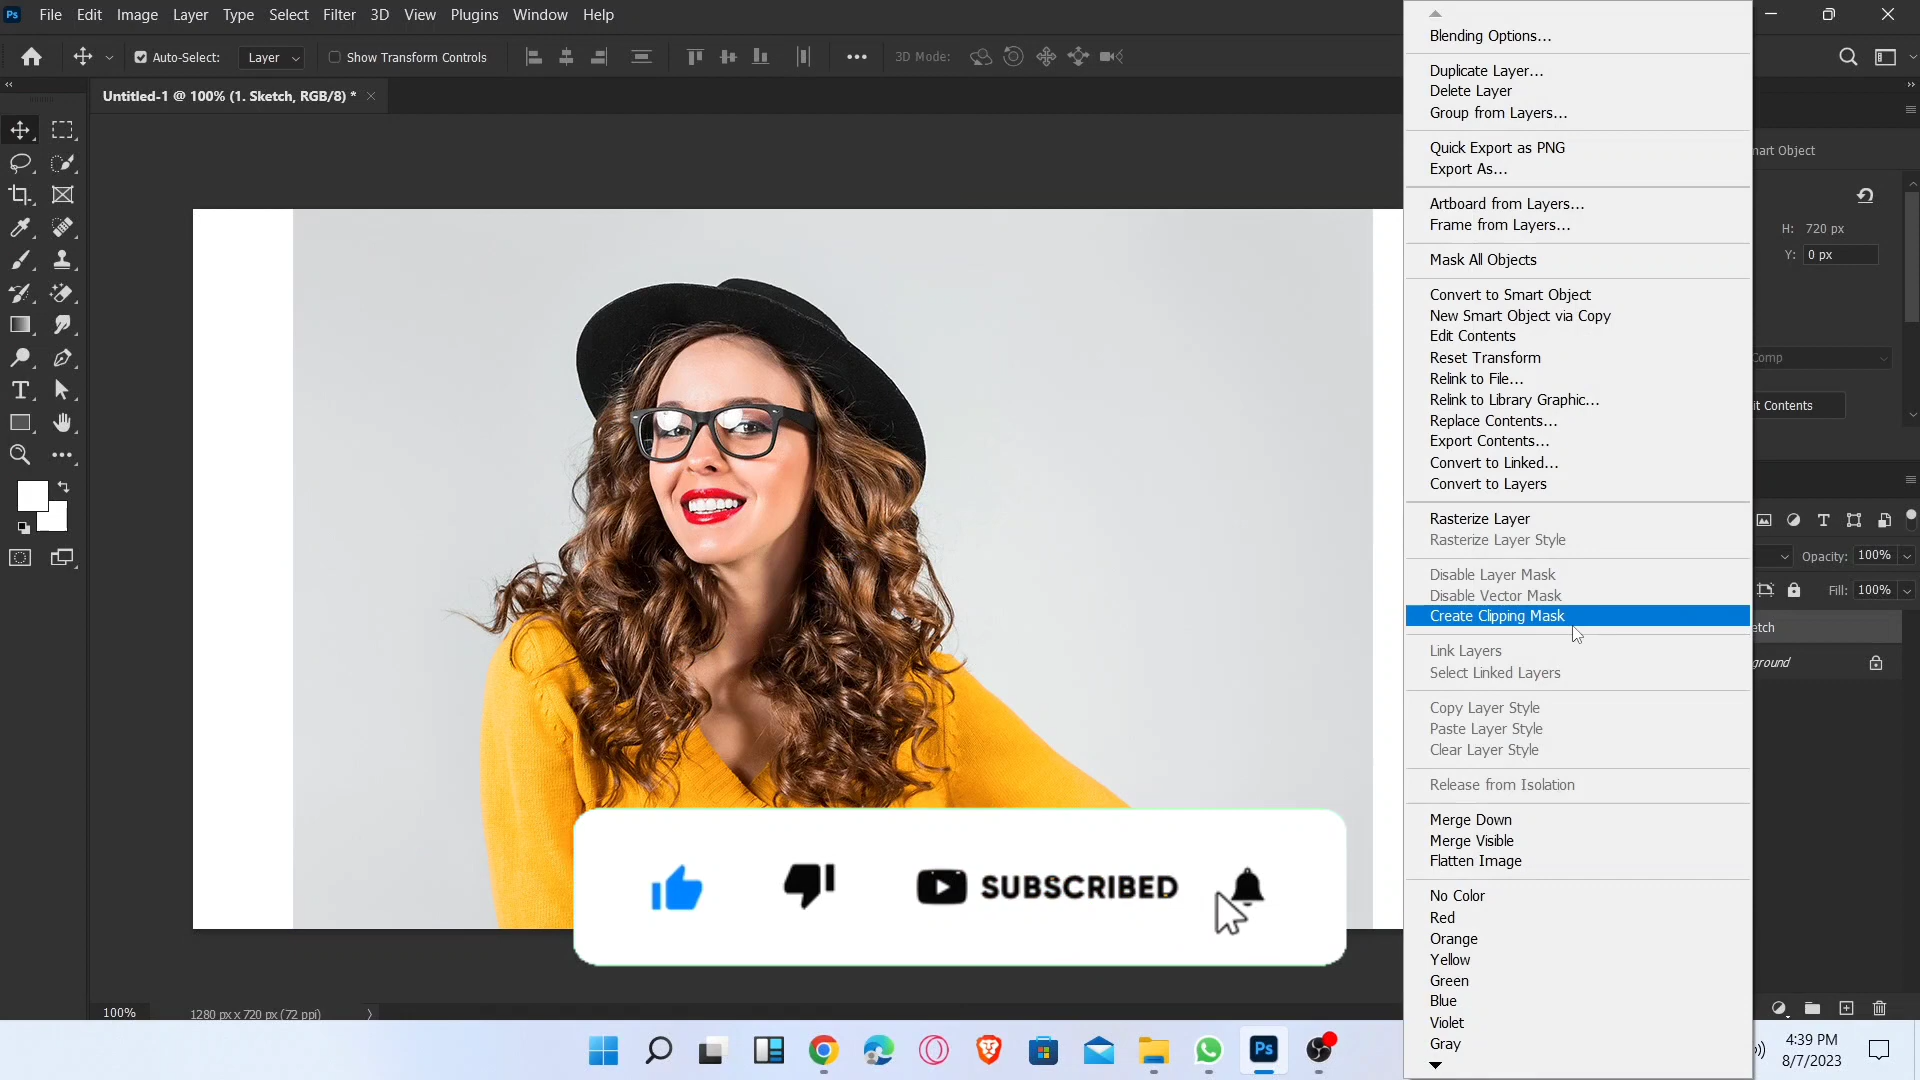 Ps File Edit Image Layer Type Select Filter 3D View Plugins Window Help
Auto-Select: Layer Show Transform Controls 3D Mode:
Untitled-1 @ 100% (1. Sketch, RGB/8) *
Blending Options...
Duplicate Layer...
Delete Layer
Group from Layers...
Quick Export as PNG
Export As...
Artboard from Layers...
Frame from Layers...
Mask All Objects
Convert to Smart Object
New Smart Object via Copy
Edit Contents
Reset Transform
Relink to File...
Relink to Library Graphic...
Replace Contents...
Export Contents...
Convert to Linked...
Convert to Layers
Rasterize Layer
Rasterize Layer Style
Disable Layer Mask
Disable Vector Mask
Create Clipping Mask
Link Layers
Select Linked Layers
Copy Layer Style
Paste Layer Style
Clear Layer Style
Release from Isolation
Merge Down
Merge Visible
Flatten Image
No Color
Red
Orange
Yellow
Green
Blue
Violet
Gray
nart Object
H: 720 px
Y: 0 px
Comp
it Contents
Opacity: 100%
Fill: 100%
etch
ground
SUBSCRIBED
100% 1280 px x 720 px (72 ppi)
Ps
4:39 PM
8/7/2023